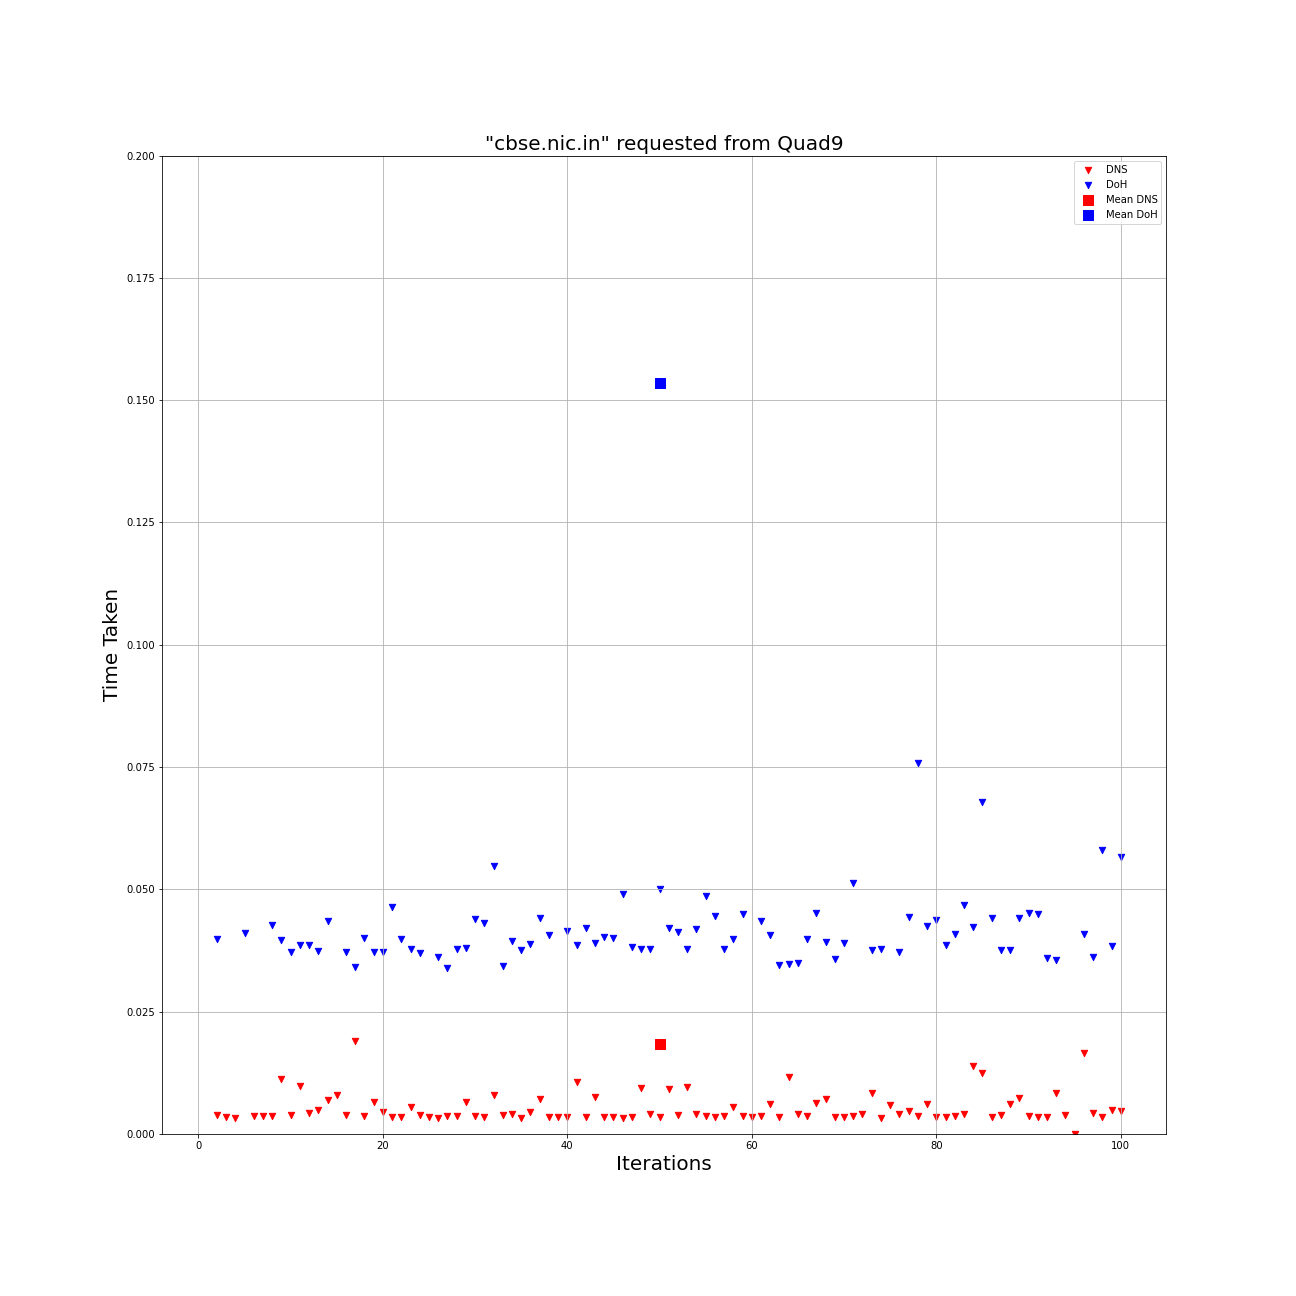 "cbse.nic.in" requested from Quad9
0.200
0.175
0.150
0.125
0.100
0.075
0.050
0.025
0.000
Time Taken
DNS
DoH
Mean DNS
Mean DoH
0 20 40 60 80 100
Iterations